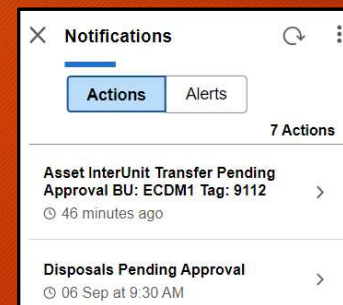 Notifications
Actions Alerts
7 Actions
Asset InterUnit Transfer Pending
Approval BU: ECDM1 Tag: 9112
46 minutes ago
Disposals Pending Approval
06 Sep at 9:30 AM